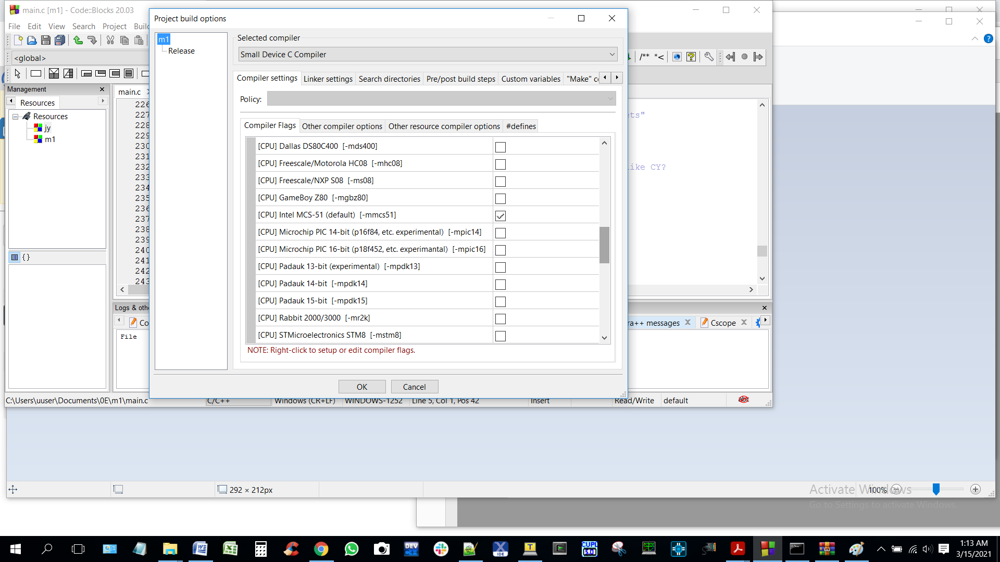 main.c [m1] - Code::Blocks 20.03
File Edit View Search Project
<global>
Management
Resources
Resources
jy
m1
{}
main.c
226
227
228
229
230
231
232
233
234
235
236
237
238
239
240
241
242
243
Logs & othe
Co
File
Project build options
m1
Release
Selected compiler
Small Device C Compiler
Compiler settings Linker settings Search directories Pre/post build steps Custom variables "Make" c
Policy:
Compiler Flags Other compiler options Other resource compiler options #defines
[CPU] Dallas DS80C400 [-mds400]
[CPU] Freescale/Motorola HC08 [-mhc08]
[CPU] Freescale/NXP S08 [-ms08]
[CPU] GameBoy Z80 [-mgbz80]
[CPU] Intel MCS-51 (default) [-mmcs51]
[CPU] Microchip PIC 14-bit (p16f84, etc. experimental) [-mpic14]
[CPU] Microchip PIC 16-bit (p18f452, etc. experimantal) [-mpic16]
[CPU] Padauk 13-bit (experimental) [-mpdk13]
[CPU] Padauk 14-bit [-mpdk14]
[CPU] Padauk 15-bit [-mpdk15]
[CPU] Rabbit 2000/3000 [-mr2k]
[CPU] STMicroelectronics STM8 [-mstm8]
NOTE: Right-click to setup or edit compiler flags.
OK Cancel
/** *<
ets"
like CY?
ra++ messages Cscope
C:\Users\uuser\Documents\0E\m1\main.c C/C++ Windows (CR+LF) WINDOWS-1252 Line 5, Col 1, Pos 42 Insert Read/Write default abc
292 × 212px 100%
Activate Windows
Go to Settings to activate Windows.
DEV CUPL 5.0 X IDE T
1:13 AM
3/15/2021